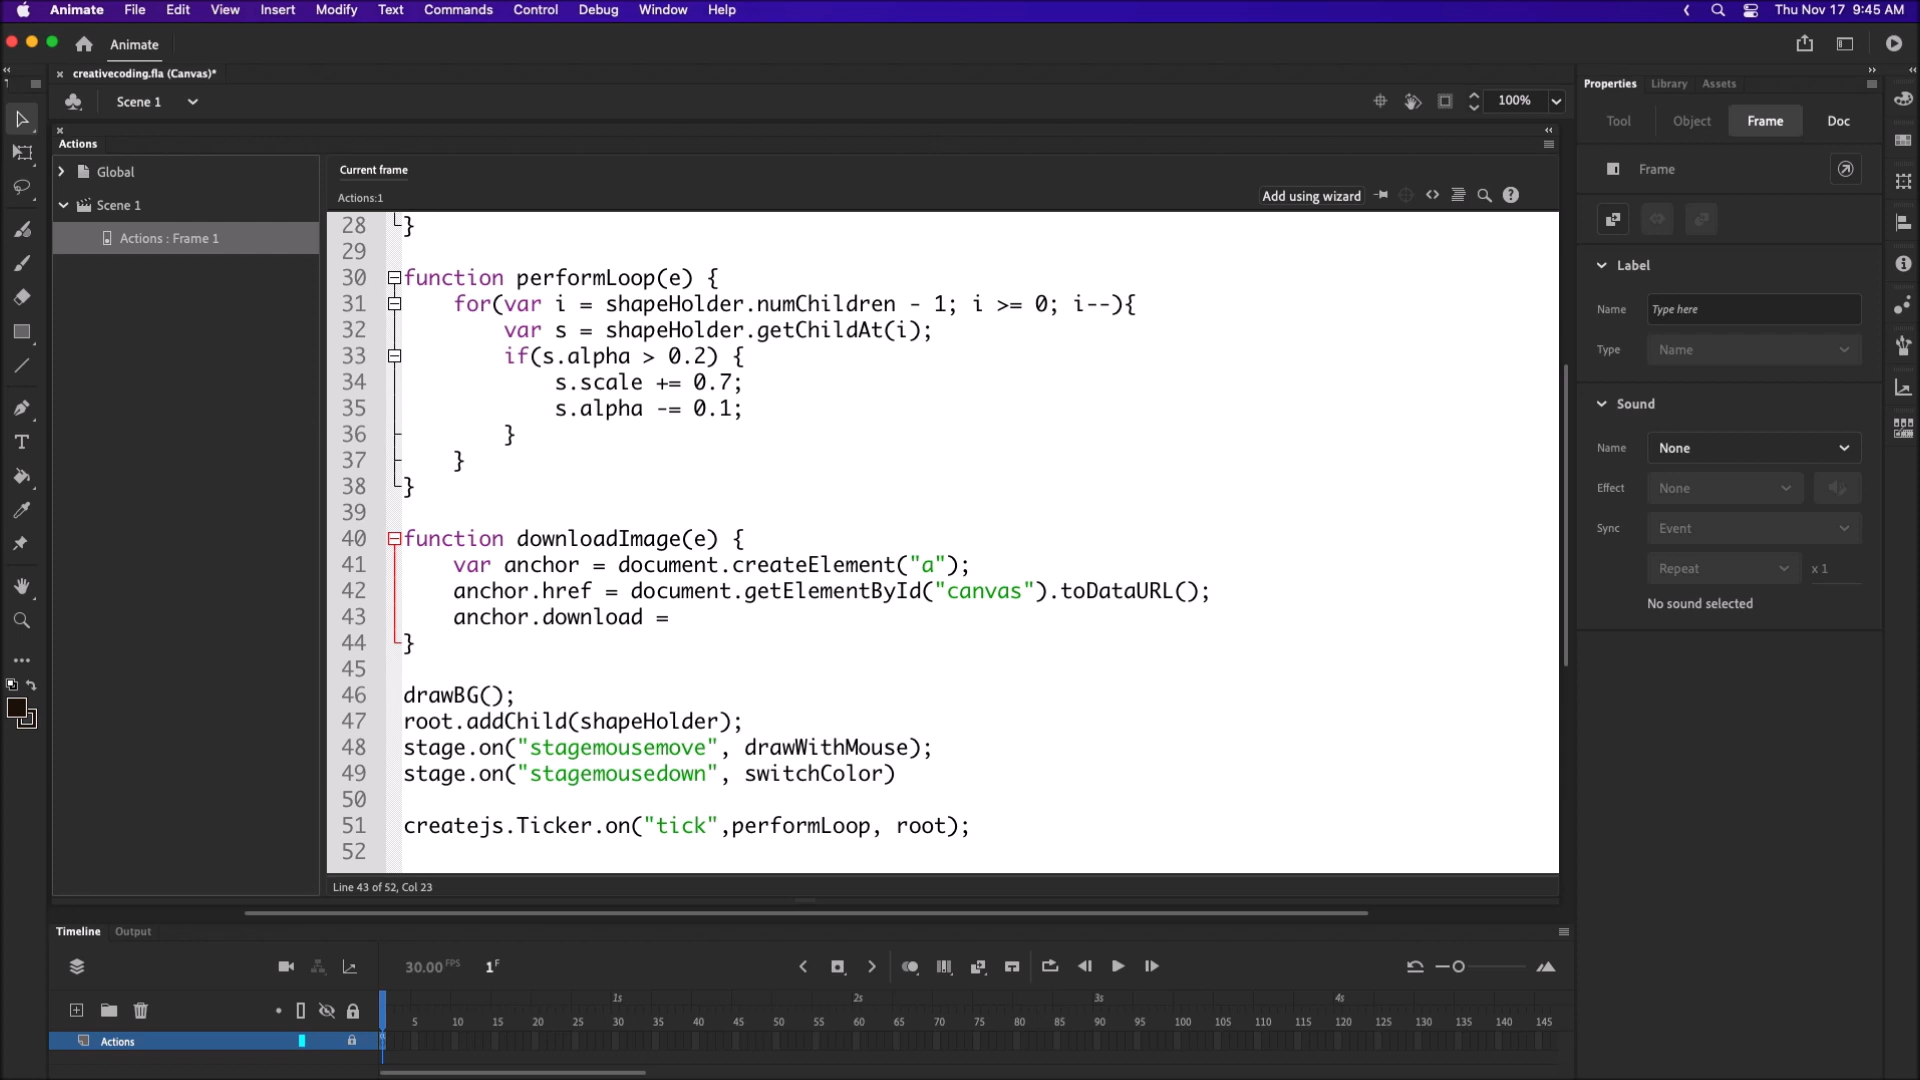 Animate File Edit View Insert Modify Text Commands Control Debug Window Help
Thu Nov 17 9:45 AM
Animate
creativecoding.fla (Canvas)*
Scene 1
100%
Actions
Global
Scene 1
Actions : Frame 1
Current frame
Actions:1
Add using wizard
28 }
29
30 function performLoop(e) {
31 for(var i = shapeHolder.numChildren - 1; i >= 0; i--){
32 var s = shapeHolder.getChildAt(i);
33 if(s.alpha > 0.2) {
34 s.scale += 0.7;
35 s.alpha -= 0.1;
36 }
37 }
38 }
39
40 function downloadImage(e) {
41 var anchor = document.createElement("a");
42 anchor.href = document.getElementById("canvas").toDataURL();
43 anchor.download =
44 }
45
46 drawBG();
47 root.addChild(shapeHolder);
48 stage.on("stagemousemove", drawWithMouse);
49 stage.on("stagemousedown", switchColor)
50
51 createjs.Ticker.on("tick",performLoop, root);
52
Line 43 of 52, Col 23
Properties Library Assets
Tool Object Frame Doc
Frame
Label
Name Type here
Type Name
Sound
Name None
Effect None
Sync Event
Repeat x 1
No sound selected
Timeline Output
30.00 FPS 1 F
1s 2s 3s 4s
5 10 15 20 25 30 35 40 45 50 55 60 65 70 75 80 85 90 95 100 105 110 115 120 125 130 135 140 145
Actions